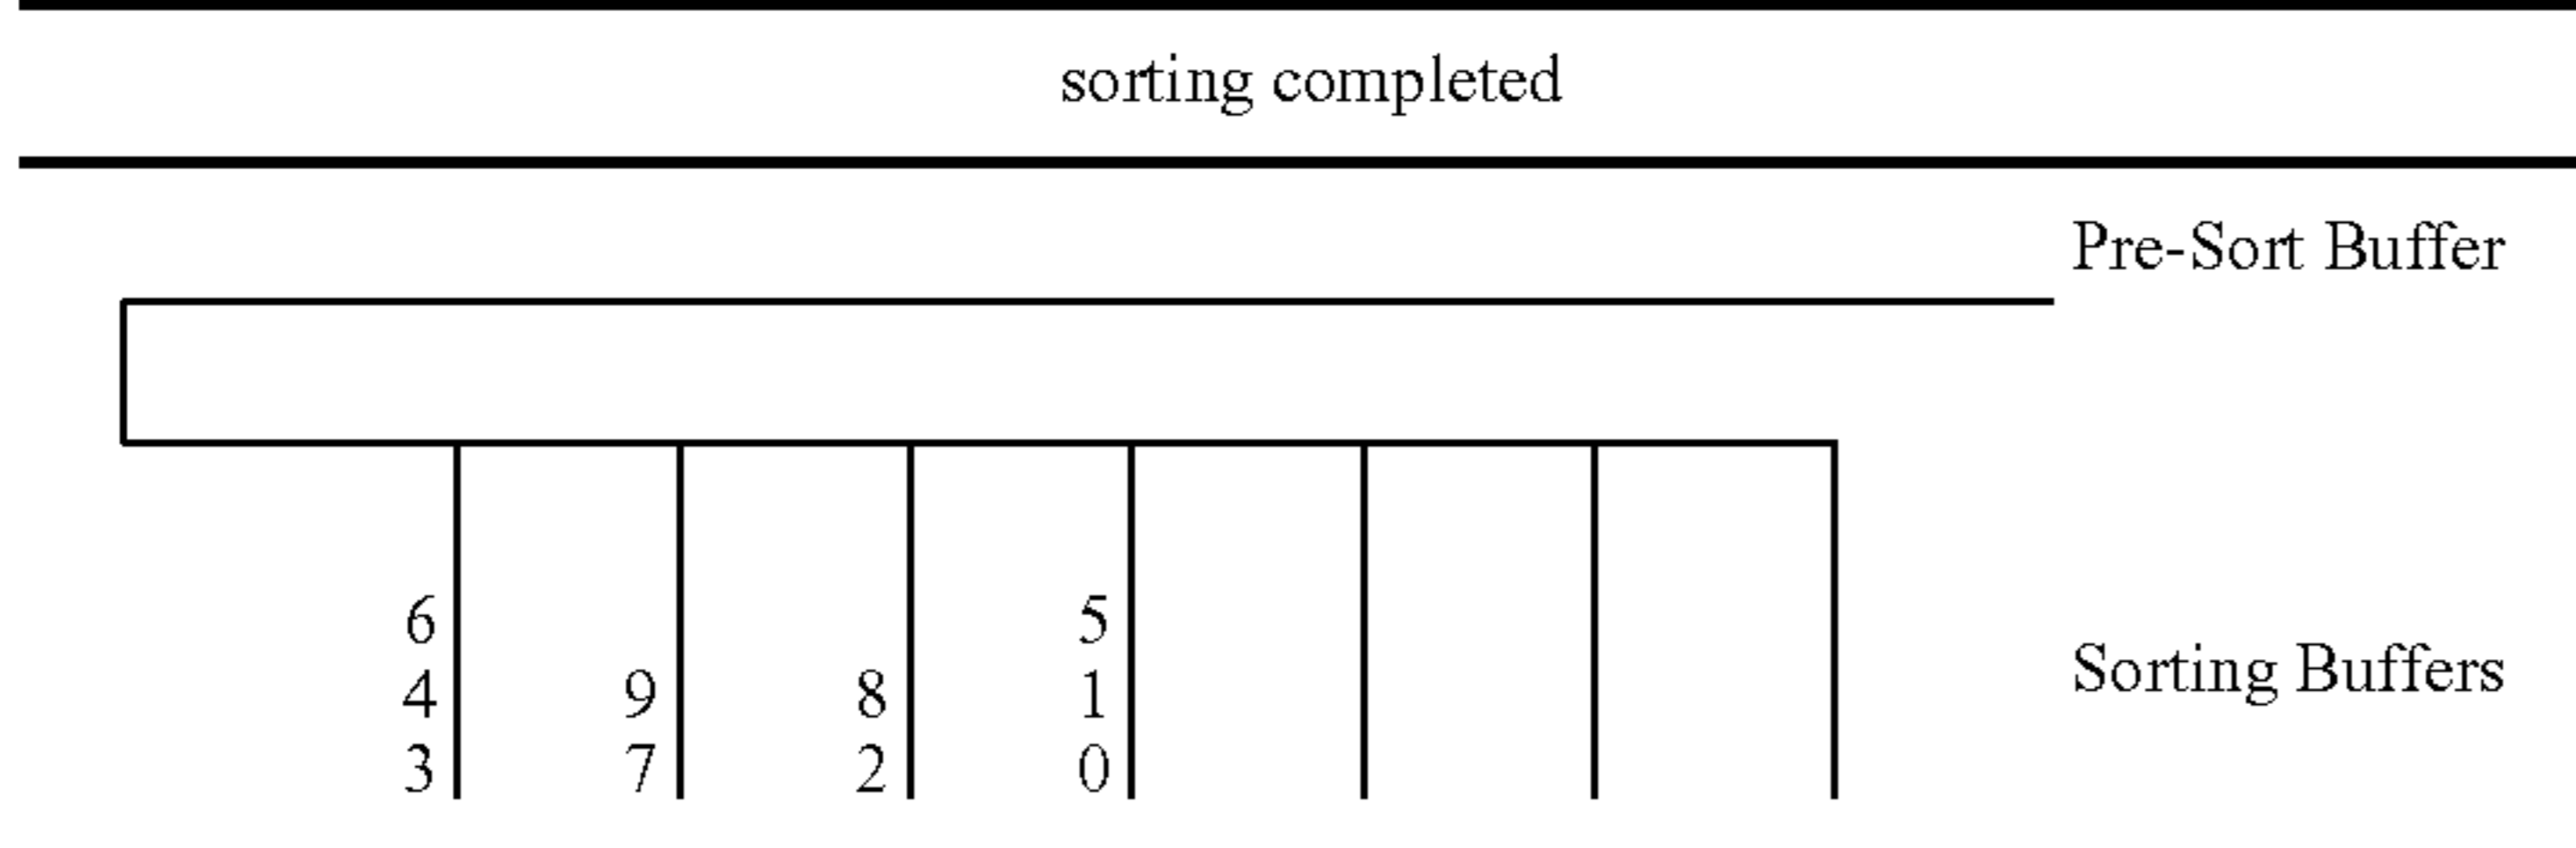 sorting completed
Pre-Sort Buffer
6 5
4 9 8 1
3 7 2 0
Sorting Buffers